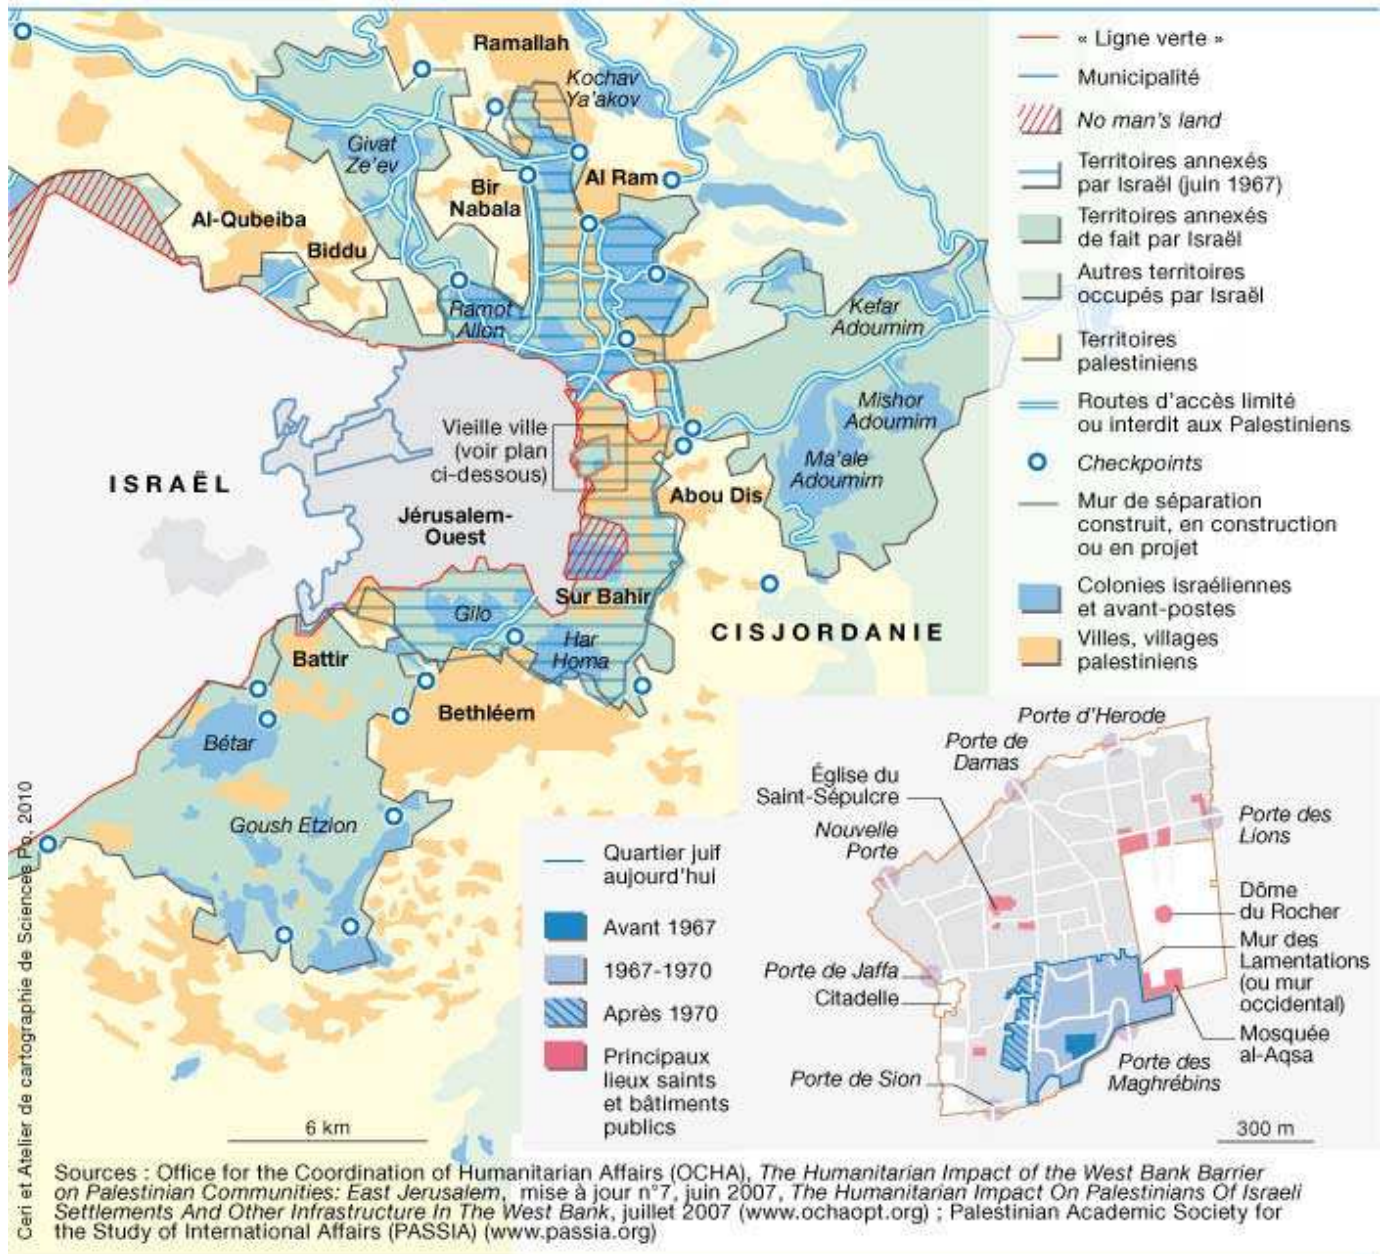 Ramallah
Kochav
Ya'akov
Givat
Ze'ev
Bir
Nabala
Al Ram
Al-Qubeiba
Biddu
Ramot
Allon
Kefar
Adoumim
Mishor
Adoumim
Ma'ale
Adoumim
Vieille ville
(voir plan
ci-dessous)
ISRAËL
Jérusalem-
Ouest
Abou Dis
Sur Bahir
Gilo
Har
Homa
CISJORDANIE
Battir
Bethléem
Bétar
Goush Etzion
6 km
« Ligne verte »
Municipalité
No man's land
Territoires annexés
par Israël (juin 1967)
Territoires annexés
de fait par Israël
Autres territoires
occupés par Israël
Territoires
palestiniens
Routes d'accès limité
ou interdit aux Palestiniens
Checkpoints
Mur de séparation
construit, en construction
ou en projet
Colonies israéliennes
et avant-postes
Villes, villages
palestiniens
Quartier juif
aujourd'hui
Avant 1967
1967-1970
Après 1970
Principaux
lieux saints
et bâtiments
publics
Porte d'Herode
Porte de
Damas
Église du
Saint-Sépulcre
Nouvelle
Porte
Porte des
Lions
Dôme
du Rocher
Mur des
Lamentations
(ou mur
occidental)
Porte de Jaffa
Citadelle
Mosquée
al-Aqsa
Porte de Sion
Porte des
Maghrébins
300 m
Ceri et Atelier de cartographie de Sciences Po, 2010
Sources : Office for the Coordination of Humanitarian Affairs (OCHA), The Humanitarian Impact of the West Bank Barrier
on Palestinian Communities: East Jerusalem, mise à jour n°7, juin 2007, The Humanitarian Impact On Palestinians Of Israeli
Settlements And Other Infrastructure In The West Bank, juillet 2007 (www.ochaopt.org) ; Palestinian Academic Society for
the Study of International Affairs (PASSIA) (www.passia.org)